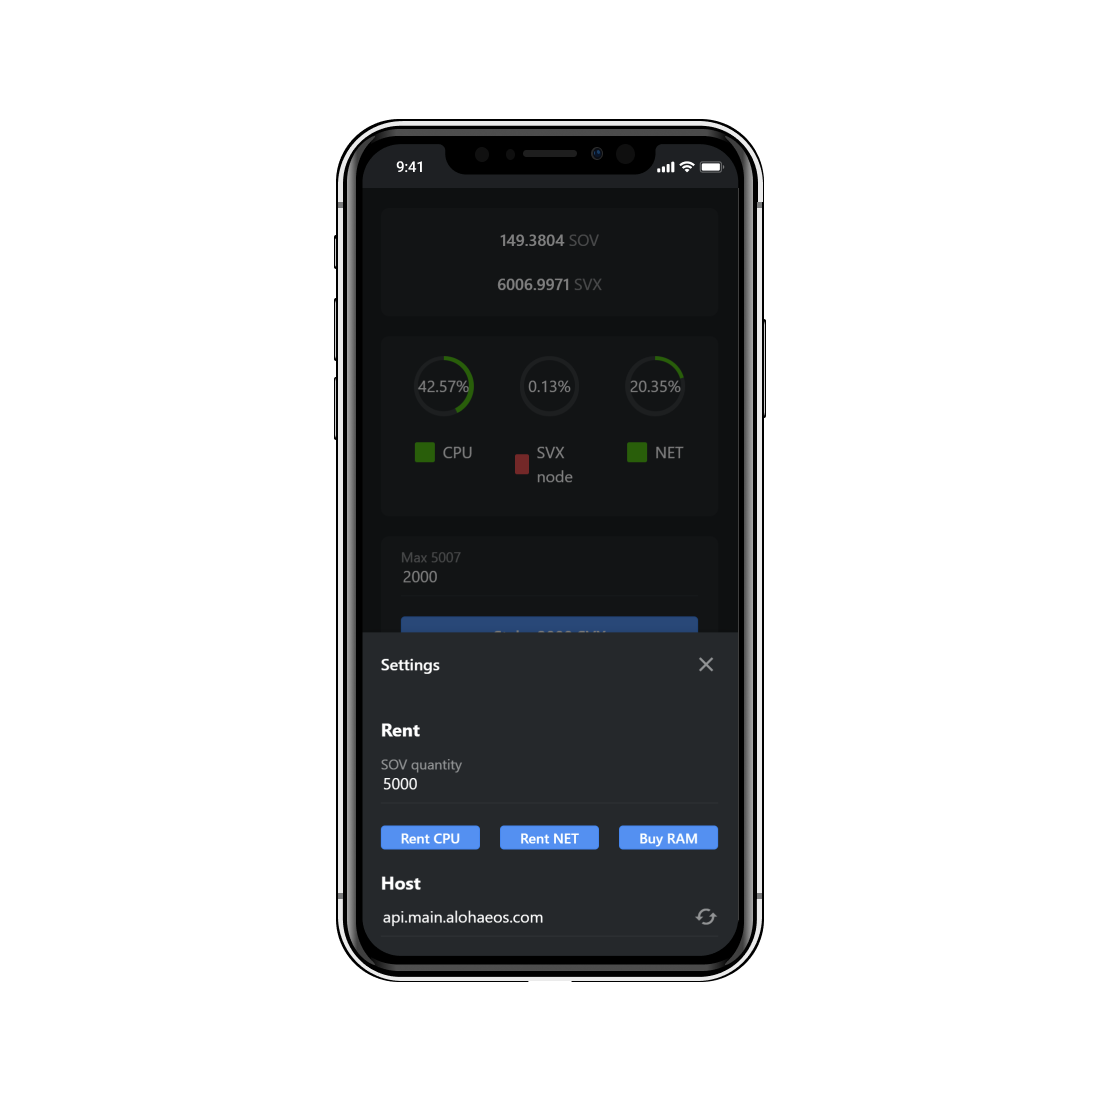 9:41
149.3804 SOV
6006.9971 SVX
42.57% 0.13% 20.35%
CPU SVX node NET
Max 5007
2000
Settings
Rent
SOV quantity
5000
Rent CPU Rent NET Buy RAM
Host
api.main.alohaeos.com